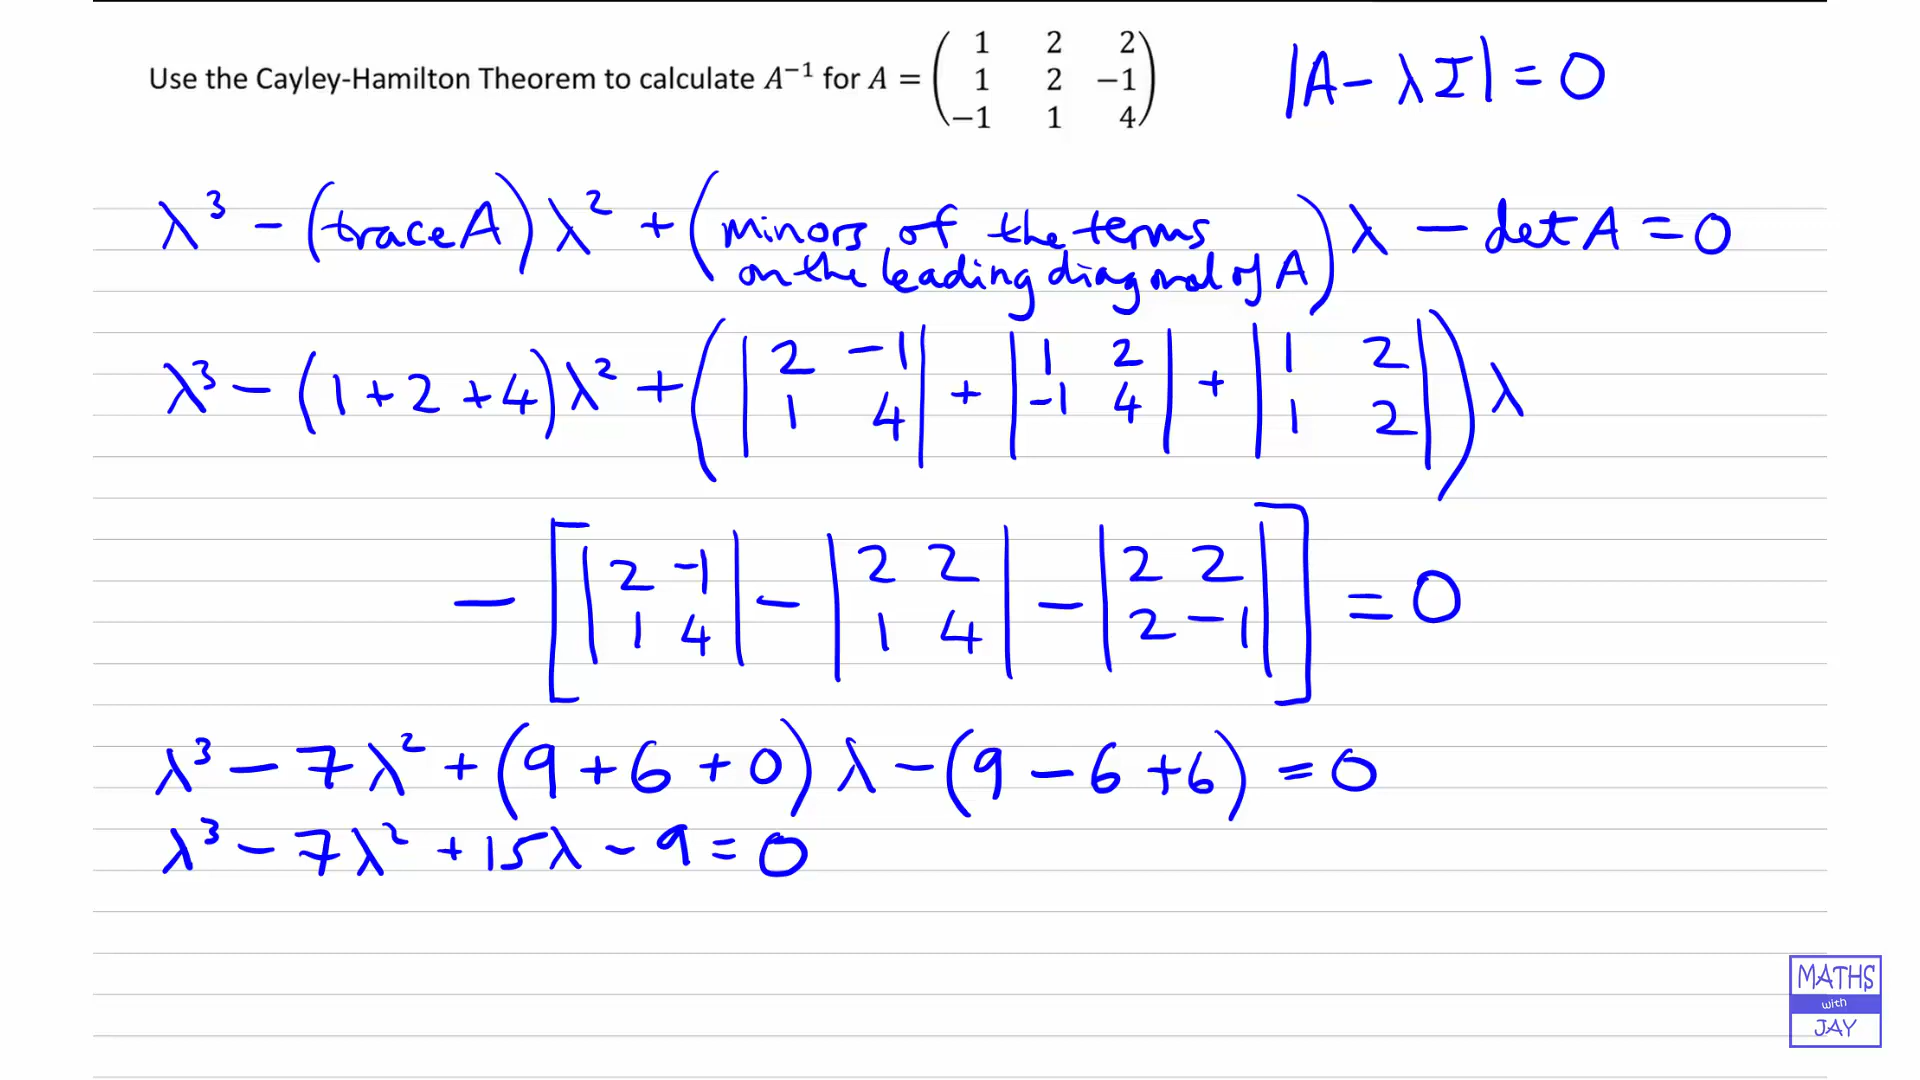 Use the Cayley-Hamilton Theorem to calculate A⁻¹ for A = ( 1 2 2
1 2 −1
−1 1 4 )
|A − λI| = 0
λ³ − (trace A) λ² + (minors of the terms on the leading diagonal of A) λ − det A = 0
λ³ − (1+2+4) λ² + ( |2 −1; 1 4| + |1 2; −1 4| + |1 2; 1 2| ) λ
− [ |2 −1; 1 4| − |2 2; 1 4| − |2 2; 2 −1| ] = 0
λ³ − 7λ² + (9 + 6 + 0) λ − (9 − 6 + 6) = 0
λ³ − 7λ² + 15λ − 9 = 0
MATHS
with
JAY